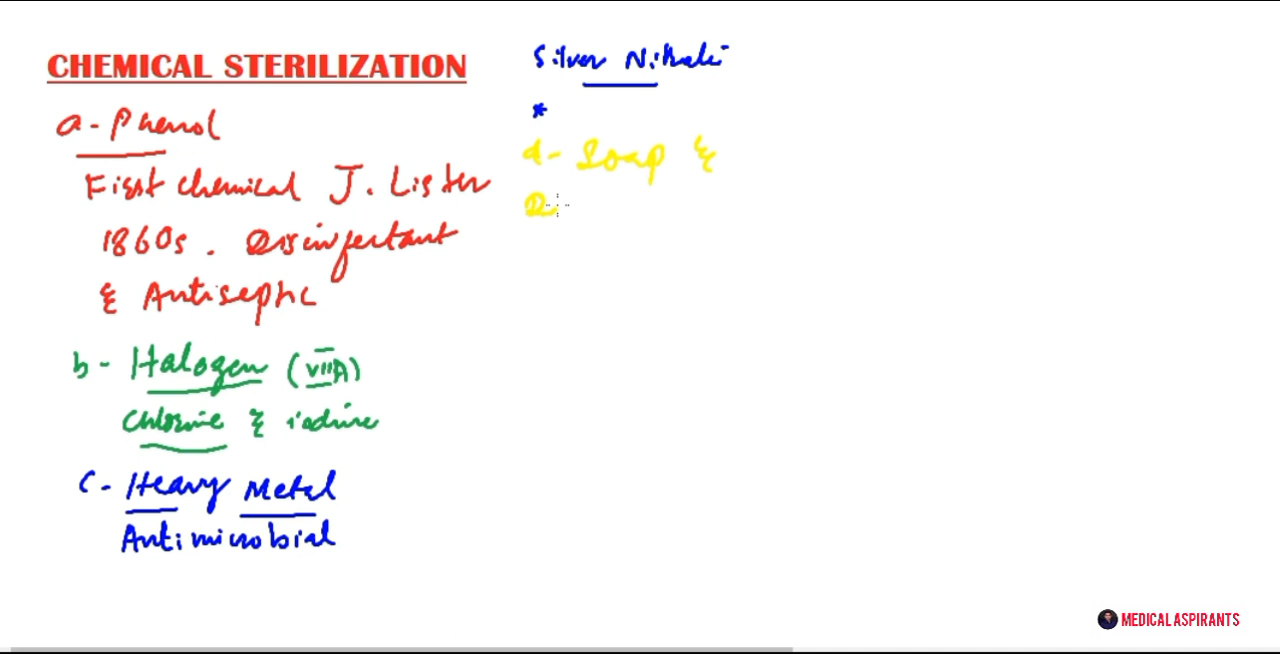 CHEMICAL STERILIZATION
a - Phenol
First chemical J. Lister
1860s. Disinfectant
& Antiseptic
b - Halogen (VIIA)
Chlorine & iodine
c - Heavy Metal
Antimicrobial
Silver Nitrate
*
d - Soap &
D
MEDICAL ASPIRANTS